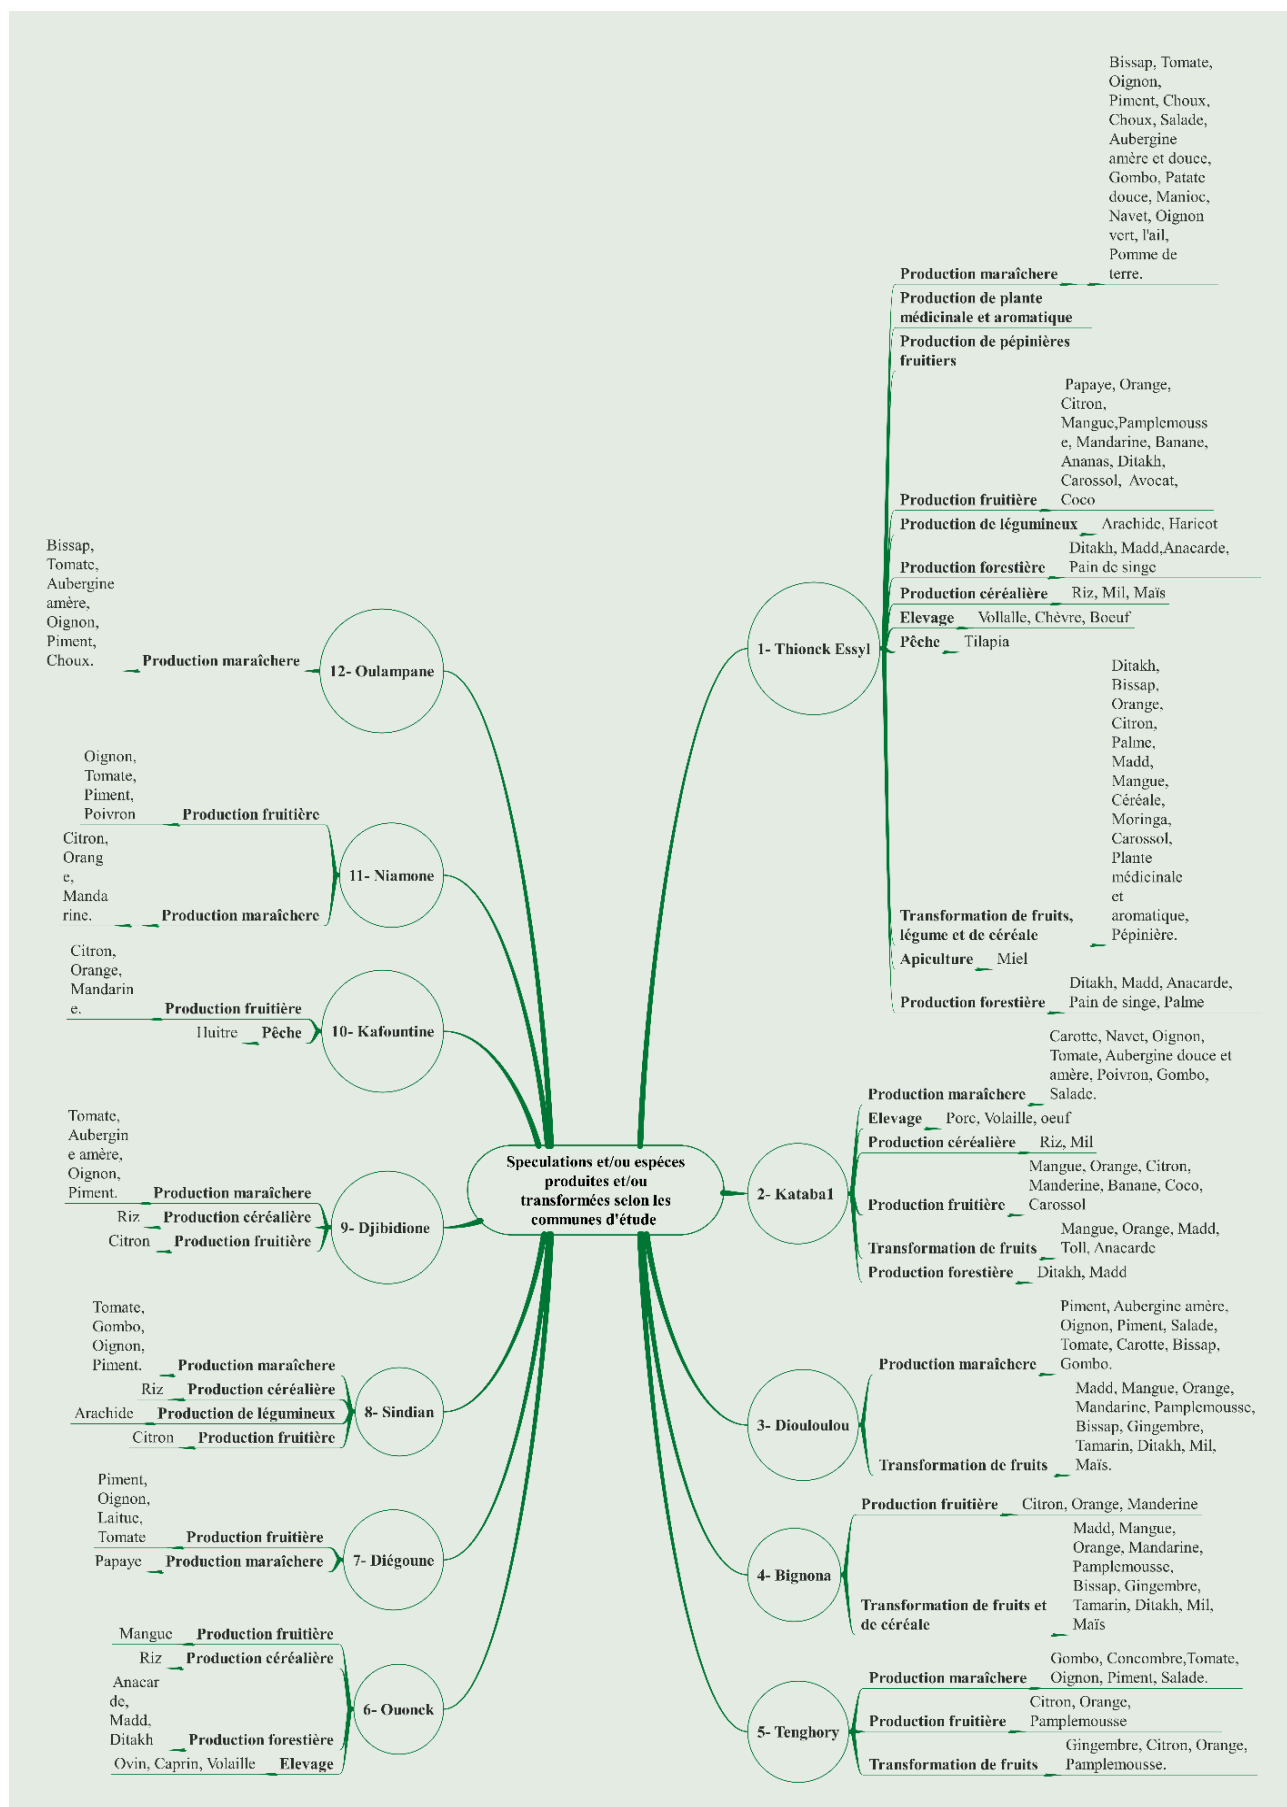 Speculations et/ou espéces
produites et/ou
transformées selon les
communes d'étude
1- Thionck Essyl
Production maraîchere
Bissap, Tomate,
Oignon,
Piment, Choux,
Choux, Salade,
Aubergine
amère et douce,
Gombo, Patate
douce, Manioc,
Navet, Oignon
vert, l'ail,
Pomme de
terre.
Production de plante
médicinale et aromatique
Production de pépinières
fruitiers
Production fruitière
Papaye, Orange,
Citron,
Mangue,Pamplemouss
e, Mandarine, Banane,
Ananas, Ditakh,
Carossol, Avocat,
Coco
Production de légumineux
Arachide, Haricot
Production forestière
Ditakh, Madd,Anacarde,
Pain de singe
Production céréalière
Riz, Mil, Maïs
Elevage
Vollalle, Chèvre, Boeuf
Pêche
Tilapia
Transformation de fruits,
légume et de céréale
Ditakh,
Bissap,
Orange,
Citron,
Palme,
Madd,
Mangue,
Céréale,
Moringa,
Carossol,
Plante
médicinale
et
aromatique,
Pépinière.
Apiculture
Miel
Production forestière
Ditakh, Madd, Anacarde,
Pain de singe, Palme
2- Kataba1
Production maraîchere
Carotte, Navet, Oignon,
Tomate, Aubergine douce et
amère, Poivron, Gombo,
Salade.
Elevage
Porc, Volaille, oeuf
Production céréalière
Riz, Mil
Production fruitière
Mangue, Orange, Citron,
Manderine, Banane, Coco,
Carossol
Transformation de fruits
Mangue, Orange, Madd,
Toll, Anacarde
Production forestière
Ditakh, Madd
3- Diouloulou
Production maraîchere
Piment, Aubergine amère,
Oignon, Piment, Salade,
Tomate, Carotte, Bissap,
Gombo.
Transformation de fruits
Madd, Mangue, Orange,
Mandarine, Pamplemousse,
Bissap, Gingembre,
Tamarin, Ditakh, Mil,
Maïs.
4- Bignona
Production fruitière
Citron, Orange, Manderine
Transformation de fruits et
de céréale
Madd, Mangue,
Orange, Mandarine,
Pamplemousse,
Bissap, Gingembre,
Tamarin, Ditakh, Mil,
Maïs
5- Tenghory
Production maraîchere
Gombo, Concombre,Tomate,
Oignon, Piment, Salade.
Production fruitière
Citron, Orange,
Pamplemousse
Transformation de fruits
Gingembre, Citron, Orange,
Pamplemousse.
6- Ouonck
Production fruitière
Mangue
Production céréalière
Riz
Production forestière
Anacar
de,
Madd,
Ditakh
Elevage
Ovin, Caprin, Volaille
7- Diégoune
Production fruitière
Piment,
Oignon,
Laitue,
Tomate
Production maraîchere
Papaye
8- Sindian
Production maraîchere
Tomate,
Gombo,
Oignon,
Piment.
Production céréalière
Riz
Production de légumineux
Arachide
Production fruitière
Citron
9- Djibidione
Production maraîchere
Tomate,
Aubergin
e amère,
Oignon,
Piment.
Production céréalière
Riz
Production fruitière
Citron
10- Kafountine
Production fruitière
Citron,
Orange,
Mandarin
e.
Pêche
Huitre
11- Niamone
Production fruitière
Oignon,
Tomate,
Piment,
Poivron
Production maraîchere
Citron,
Orang
e,
Manda
rine.
12- Oulampane
Production maraîchere
Bissap,
Tomate,
Aubergine
amère,
Oignon,
Piment,
Choux.